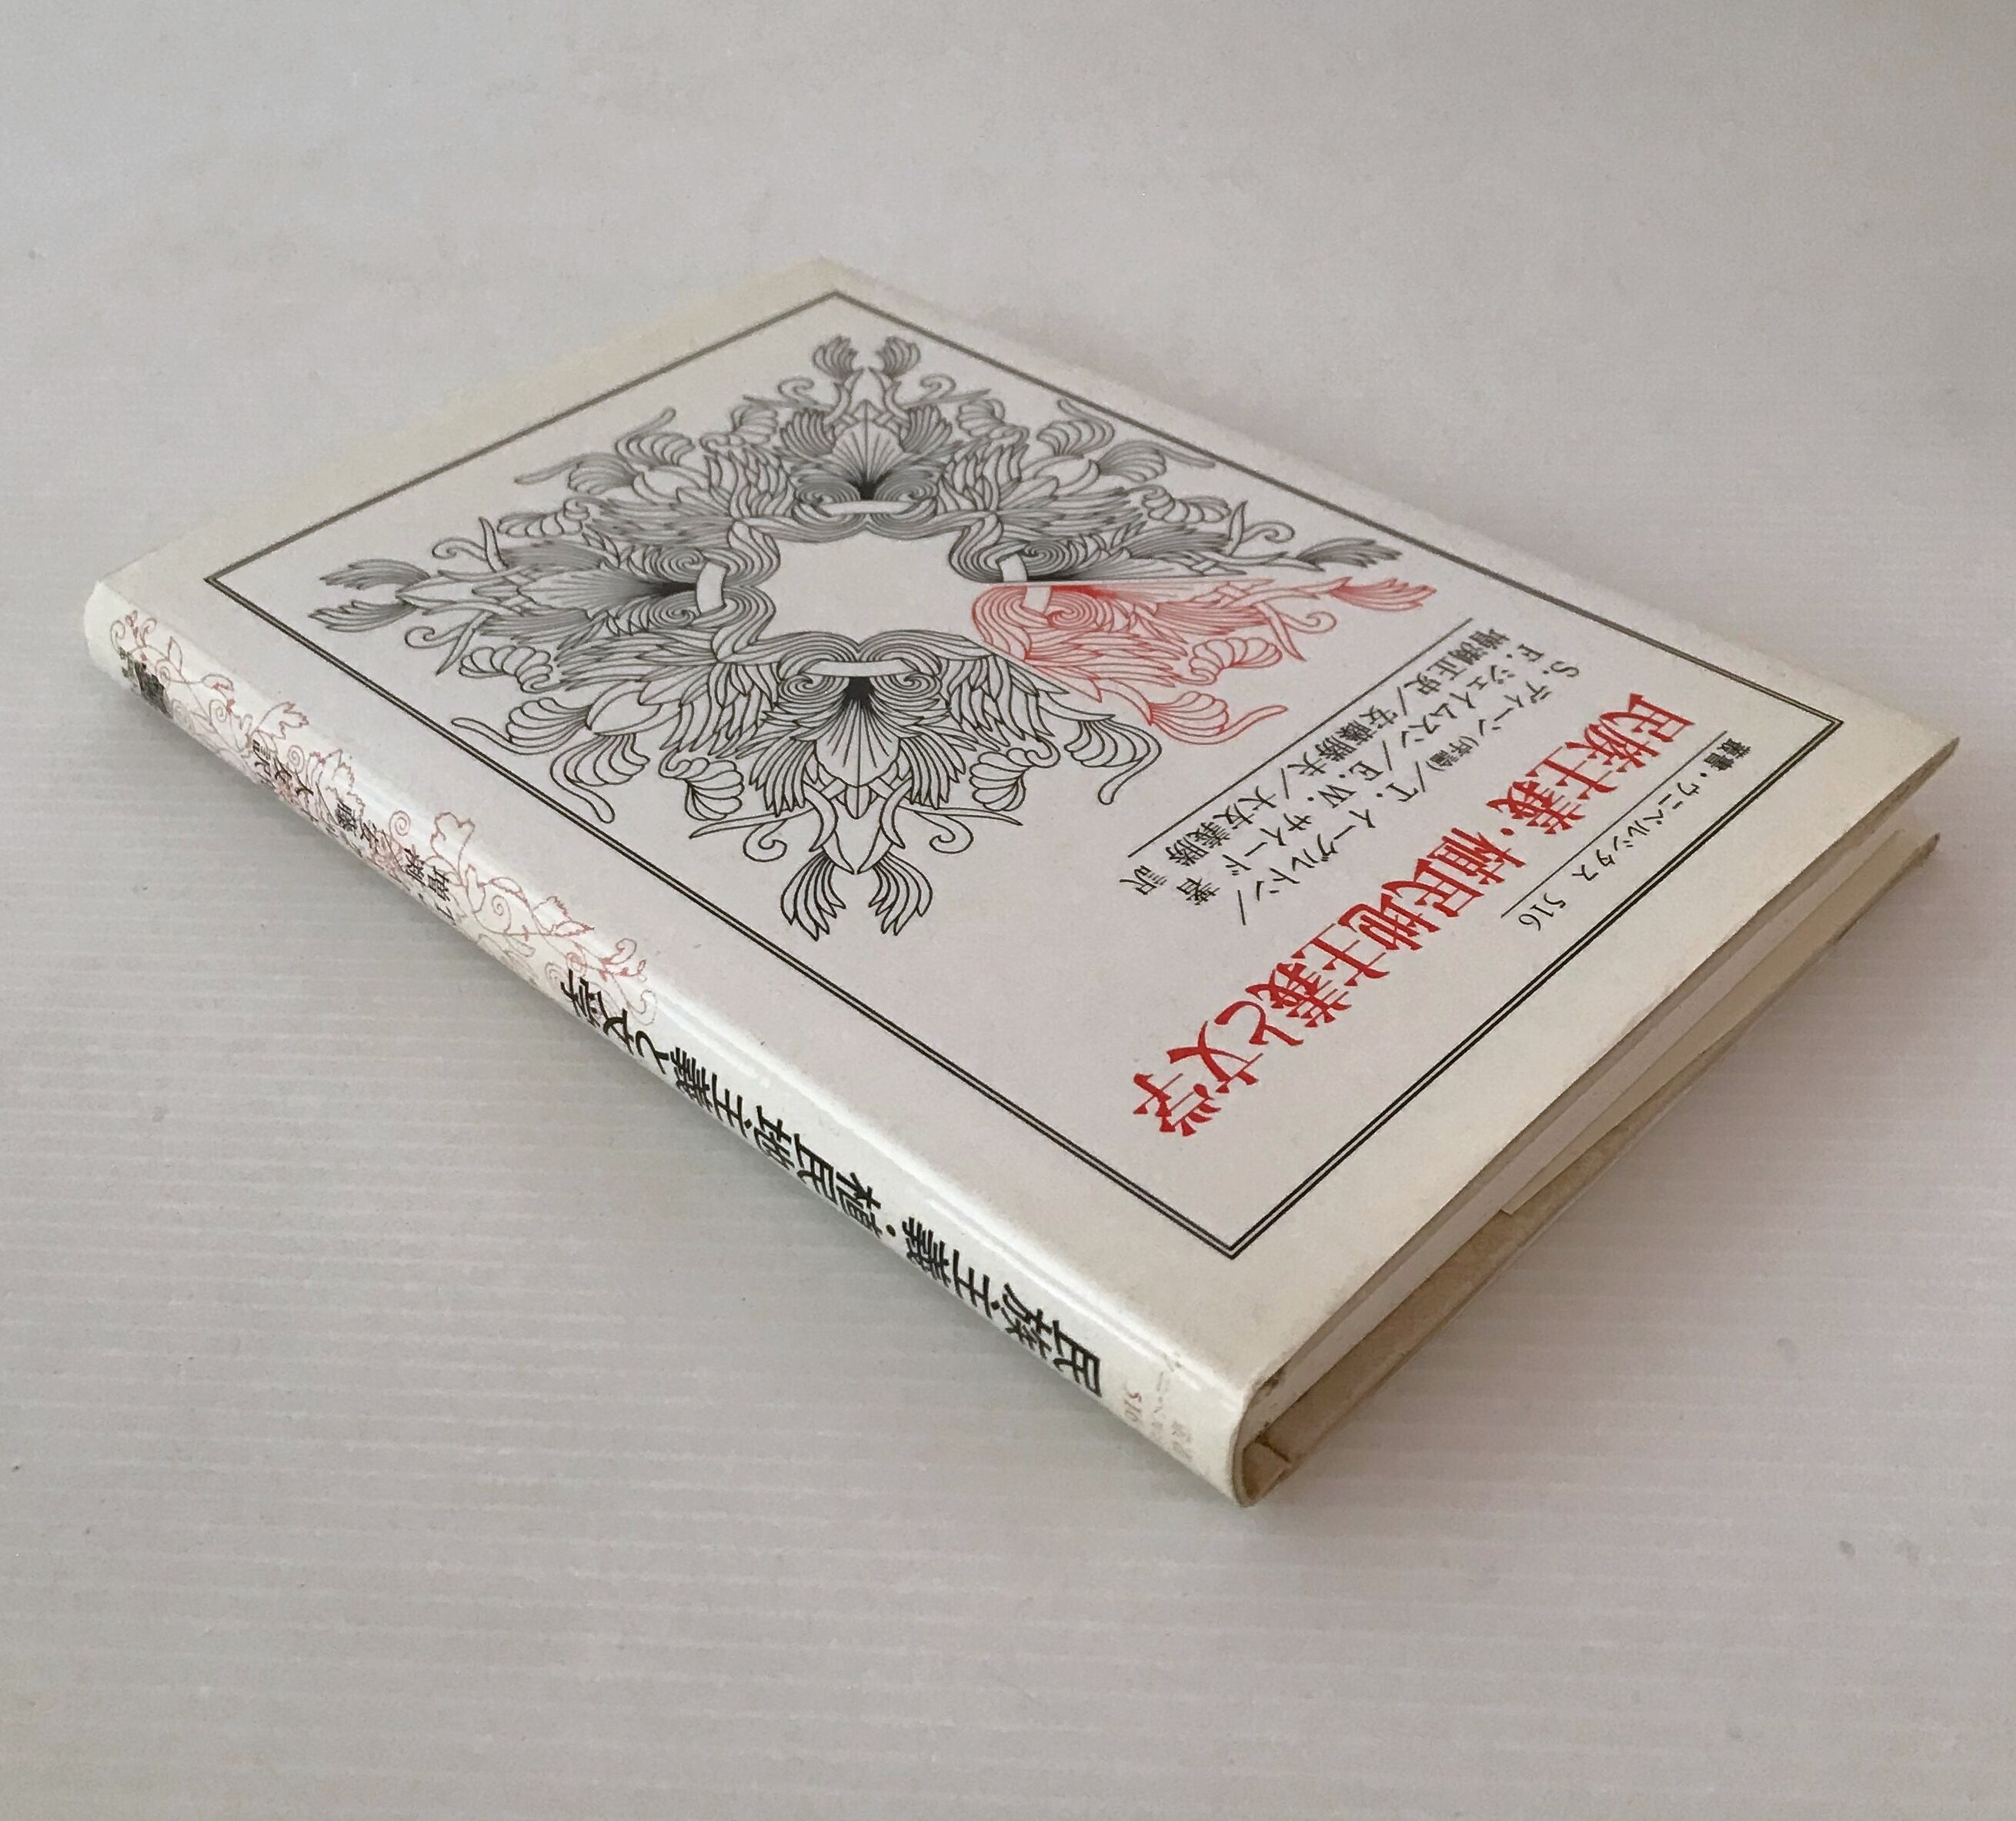 叢書・ウニベルシタス 516
民族主義・植民地主義と文学
S. ディーン (序論)／T. イーグルトン／
F. ジェイムスン／E. W. サイード 著
増渕正史／安藤勝夫／大友義勝 訳
民族主義・植民地主義と文学
516